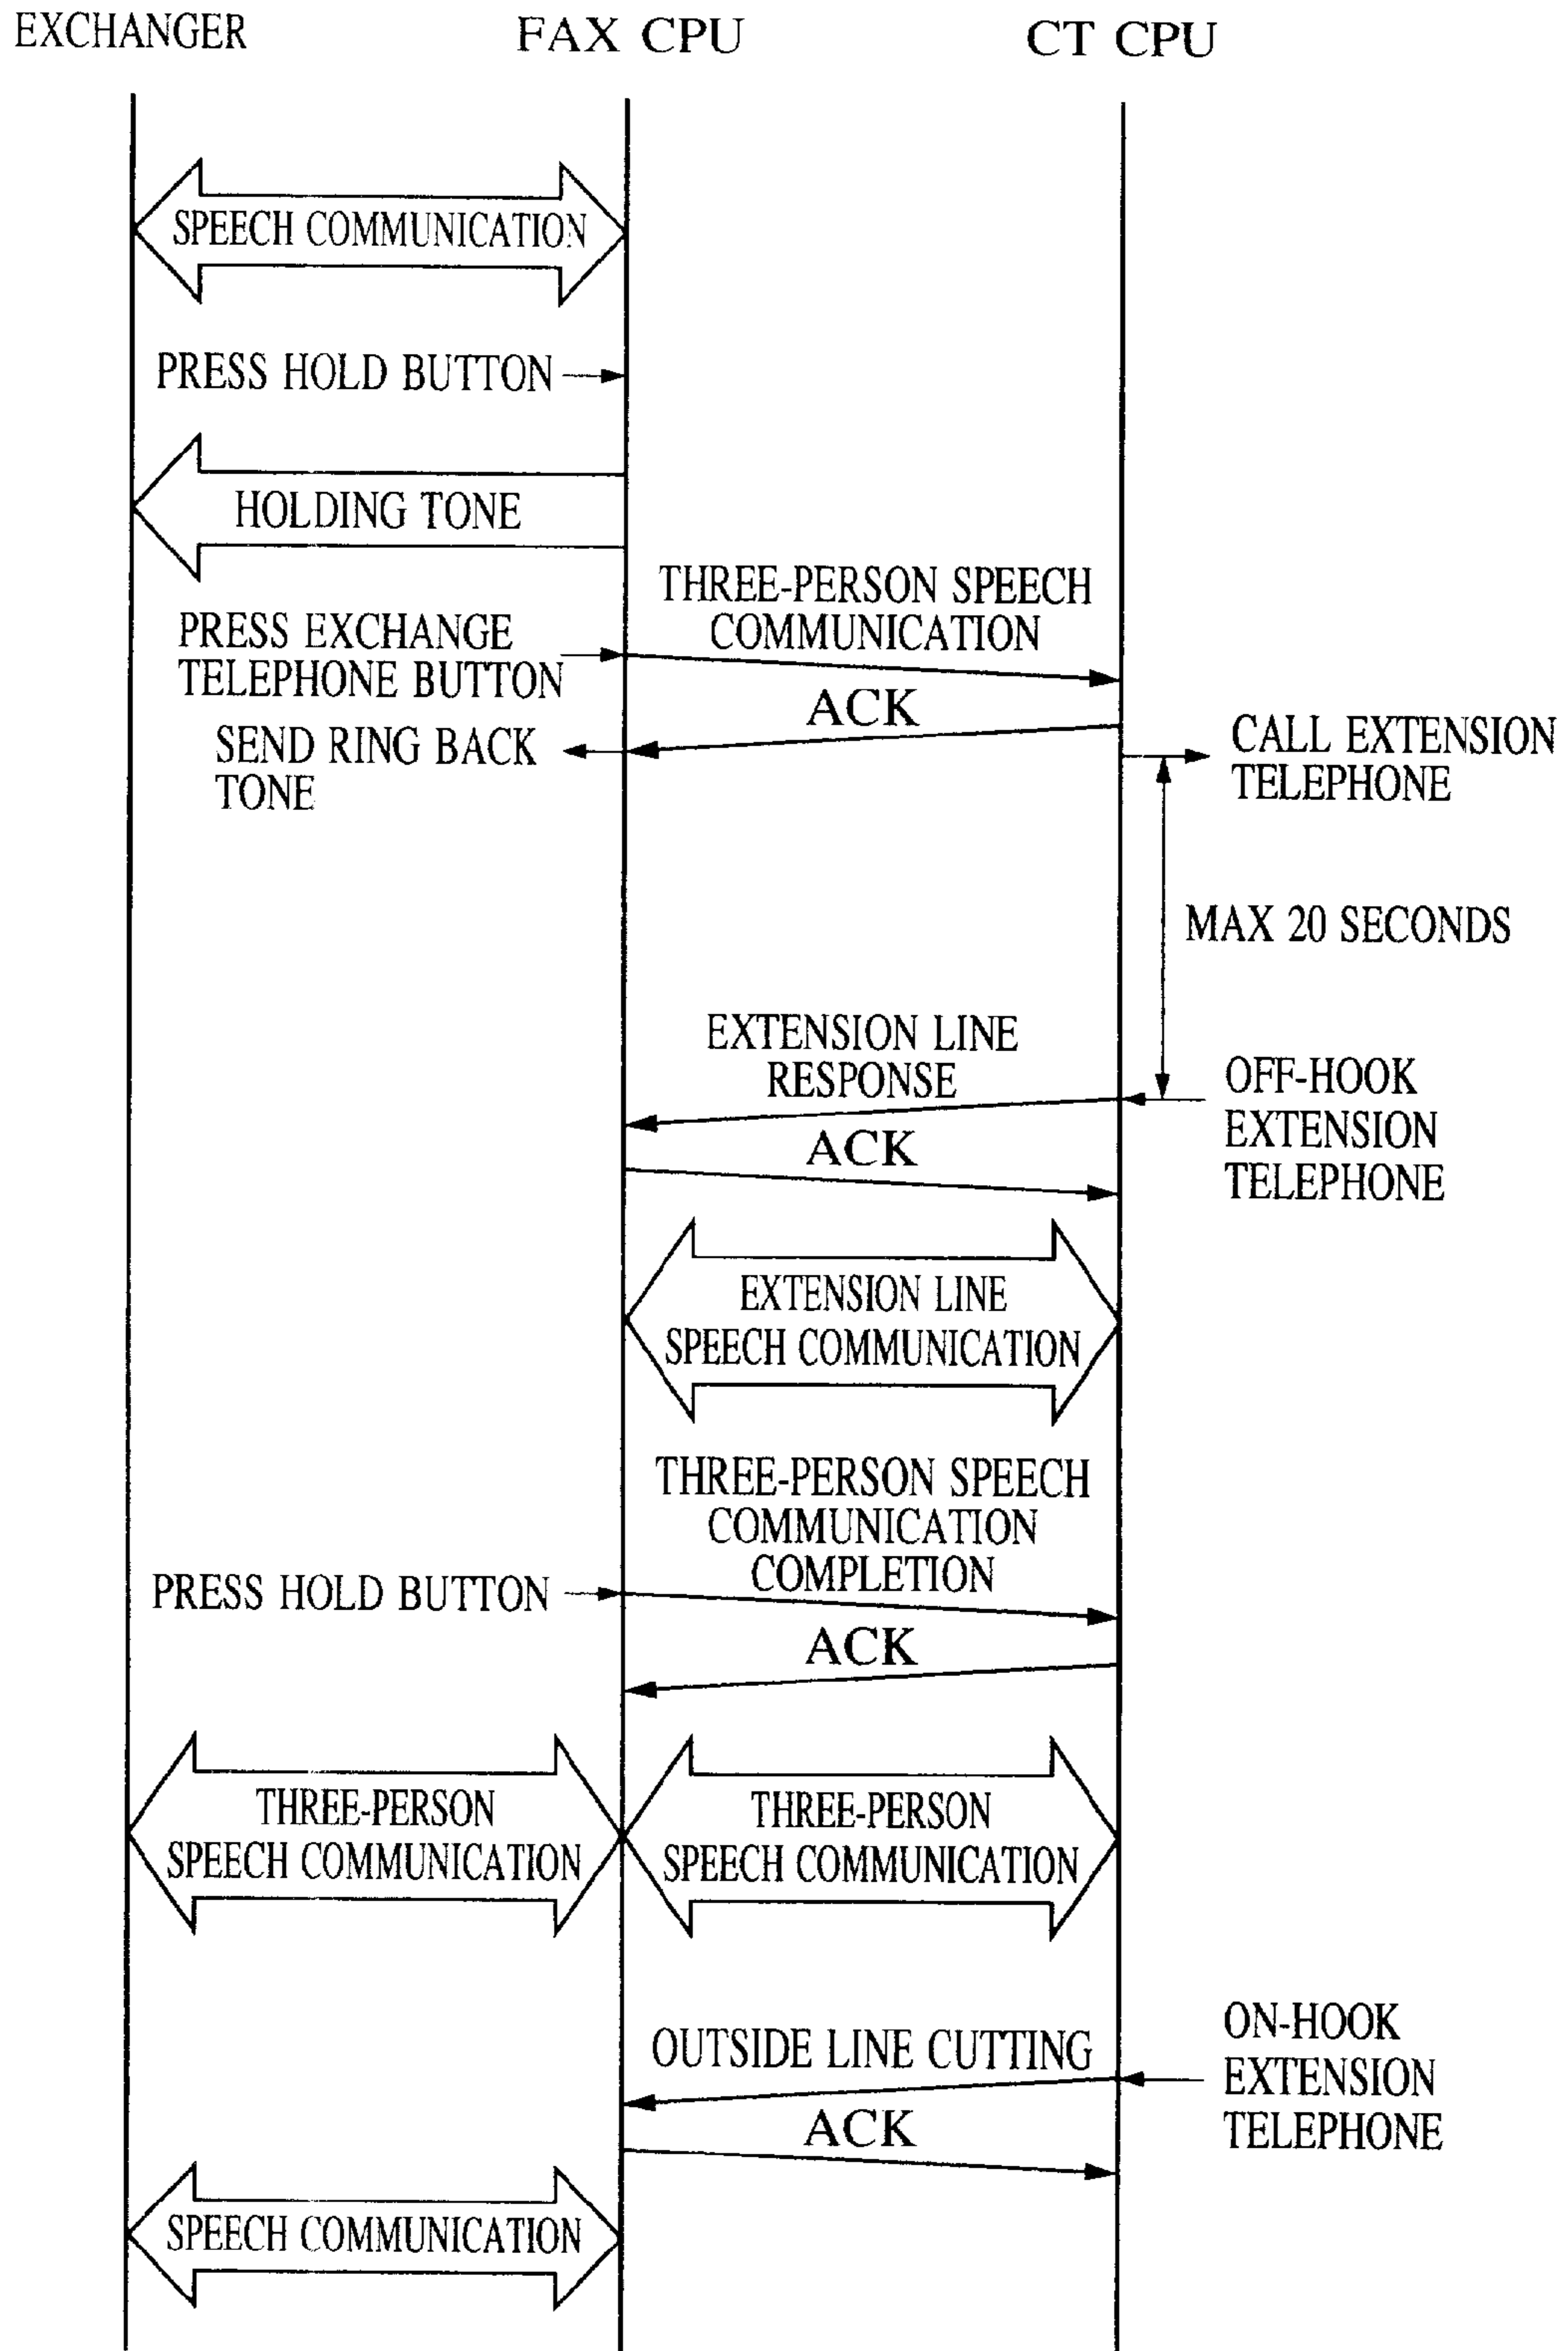 EXCHANGER
FAX CPU
CT CPU
SPEECH COMMUNICATION
PRESS HOLD BUTTON
HOLDING TONE
THREE-PERSON SPEECH
COMMUNICATION
PRESS EXCHANGE
TELEPHONE BUTTON
ACK
SEND RING BACK
TONE
CALL EXTENSION
TELEPHONE
MAX 20 SECONDS
EXTENSION LINE
RESPONSE
OFF-HOOK
EXTENSION
TELEPHONE
ACK
EXTENSION LINE
SPEECH COMMUNICATION
THREE-PERSON SPEECH
COMMUNICATION
COMPLETION
PRESS HOLD BUTTON
ACK
THREE-PERSON
SPEECH COMMUNICATION
THREE-PERSON
SPEECH COMMUNICATION
OUTSIDE LINE CUTTING
ON-HOOK
EXTENSION
TELEPHONE
ACK
SPEECH COMMUNICATION